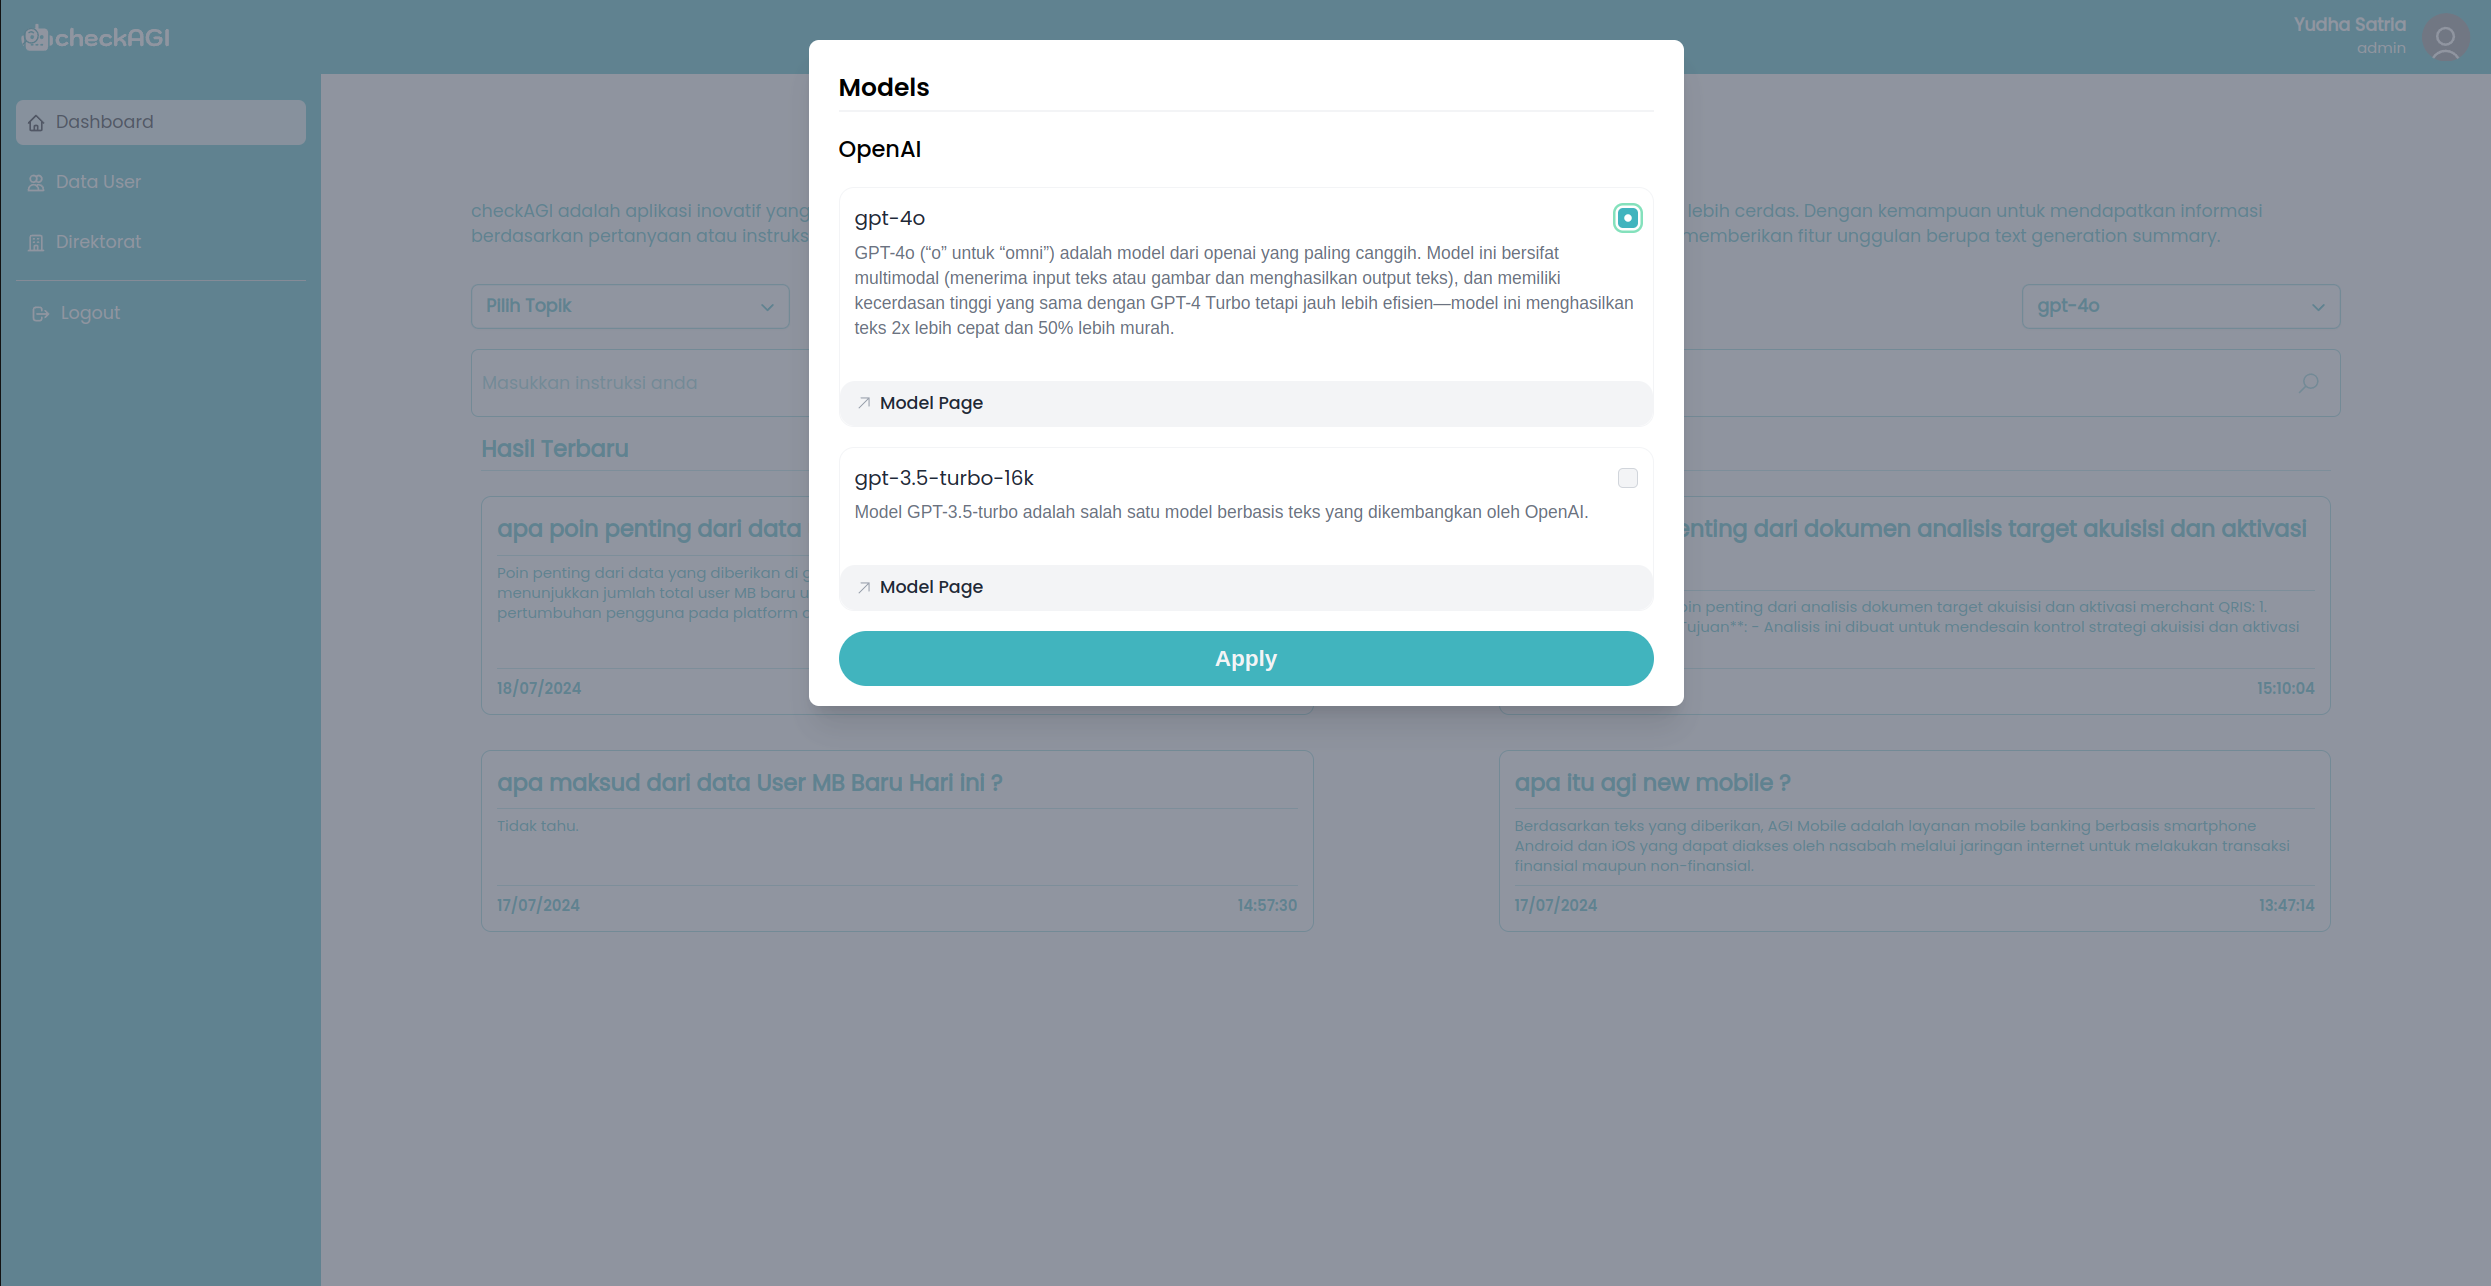 checkAGI
Yudha Satria
admin
Dashboard
Data User
Direktorat
Logout
Models
OpenAI
gpt-4o
GPT-4o (“o” untuk “omni”) adalah model dari openai yang paling canggih. Model ini bersifat
multimodal (menerima input teks atau gambar dan menghasilkan output teks), dan memiliki
kecerdasan tinggi yang sama dengan GPT-4 Turbo tetapi jauh lebih efisien—model ini menghasilkan
teks 2x lebih cepat dan 50% lebih murah.
Model Page
gpt-3.5-turbo-16k
Model GPT-3.5-turbo adalah salah satu model berbasis teks yang dikembangkan oleh OpenAI.
Model Page
Apply
checkAGI adalah aplikasi inovatif yang lebih cerdas. Dengan kemampuan untuk mendapatkan informasi
berdasarkan pertanyaan atau instruks memberikan fitur unggulan berupa text generation summary.
Pilih Topik
gpt-4o
Masukkan instruksi anda
Hasil Terbaru
apa poin penting dari data
Poin penting dari data yang diberikan di
menunjukkan jumlah total user MB baru
pertumbuhan pengguna pada platform
18/07/2024
enting dari dokumen analisis target akuisisi dan aktivasi
penting dari analisis dokumen target akuisisi dan aktivasi merchant QRIS: 1.
ujuan**: - Analisis ini dibuat untuk mendesain kontrol strategi akuisisi dan aktivasi
15:10:04
apa maksud dari data User MB Baru Hari ini ?
Tidak tahu.
17/07/2024
14:57:30
apa itu agi new mobile ?
Berdasarkan teks yang diberikan, AGI Mobile adalah layanan mobile banking berbasis smartphone
Android dan iOS yang dapat diakses oleh nasabah melalui jaringan internet untuk melakukan transaksi
finansial maupun non-finansial.
17/07/2024
13:47:14